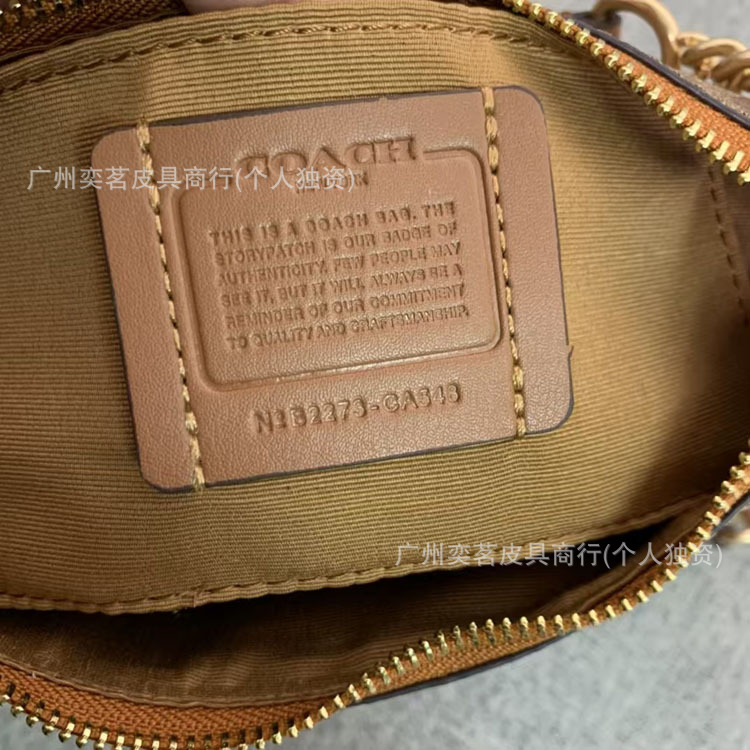 COACH
广州奕茗皮具商行(个人独资)
THIS IS A COACH BAG. THE
STORYPATCH IS OUR BADGE OF
AUTHENTICITY. FEW PEOPLE MAY
SEE IT, BUT IT WILL ALWAYS BE A
REMINDER OF OUR COMMITMENT
TO QUALITY AND CRAFTSMANSHIP.
广州奕茗皮具商行(个人独资)